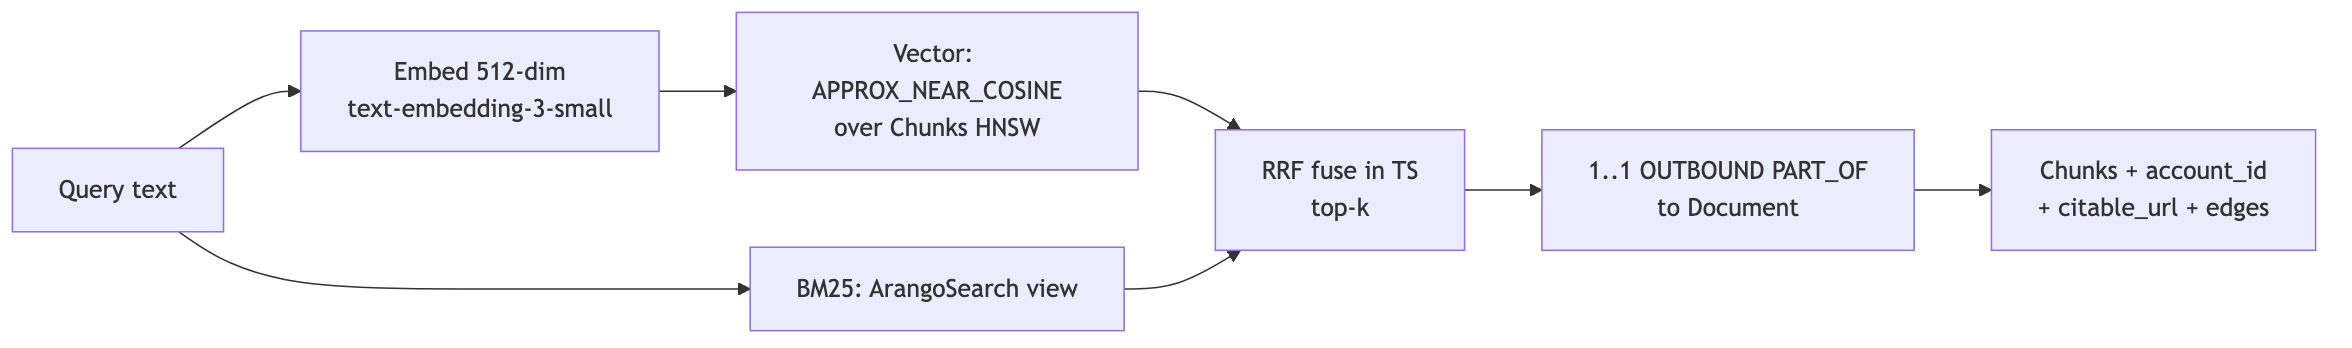 Query text
Embed 512-dim
text-embedding-3-small
Vector:
APPROX_NEAR_COSINE
over Chunks HNSW
BM25: ArangoSearch view
RRF fuse in TS
top-k
1..1 OUTBOUND PART_OF
to Document
Chunks + account_id
+ citable_url + edges